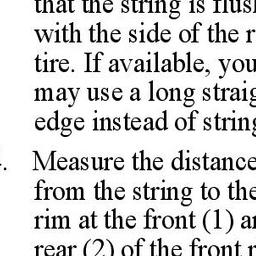 that the string is flus
with the side of the r
tire. If available, you
may use a long straig
edge instead of string
. Measure the distance
from the string to the
rim at the front (1) an
rear (2) of the front r